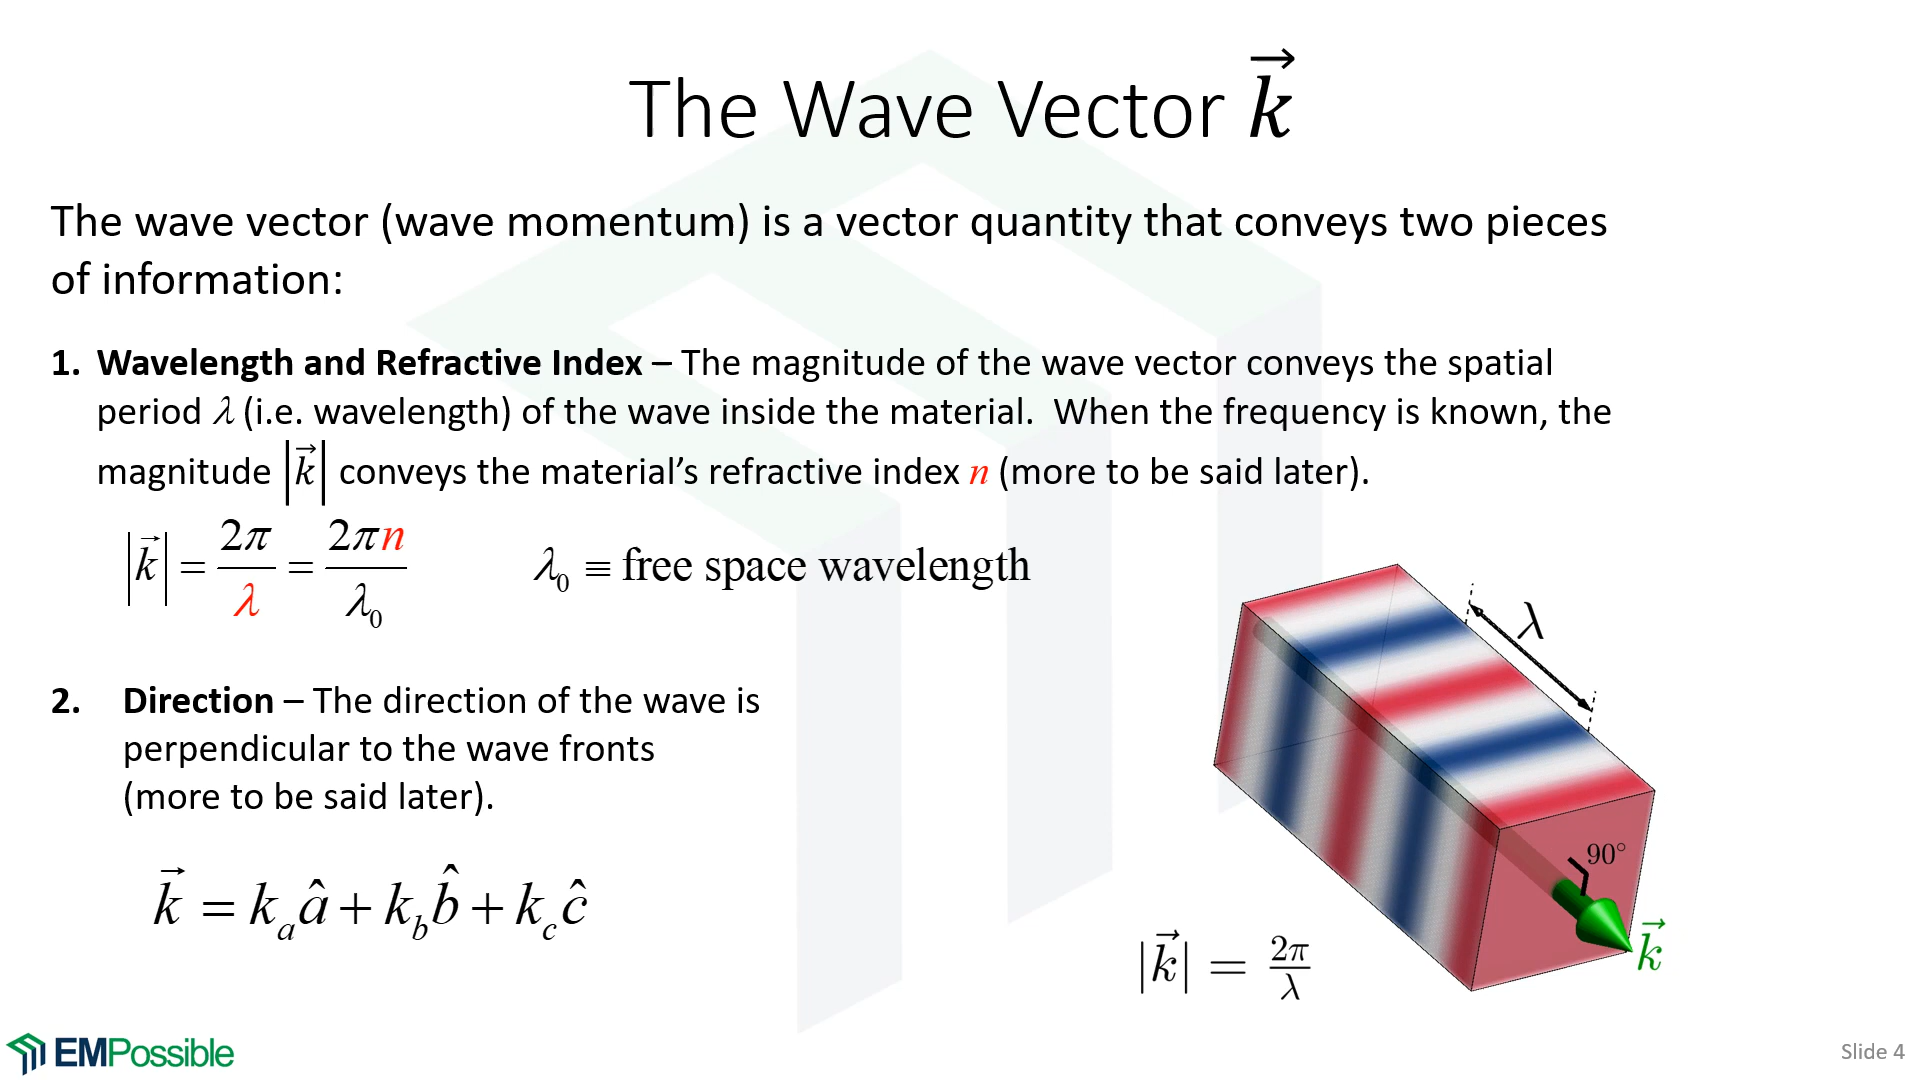 The Wave Vector k⃗
The wave vector (wave momentum) is a vector quantity that conveys two pieces
of information:
1. Wavelength and Refractive Index – The magnitude of the wave vector conveys the spatial
period λ (i.e. wavelength) of the wave inside the material.  When the frequency is known, the
magnitude |k⃗| conveys the material’s refractive index n (more to be said later).
|k⃗| = 2π/λ = 2πn/λ₀
λ₀ ≡ free space wavelength
λ
2. Direction – The direction of the wave is
perpendicular to the wave fronts
(more to be said later).
90°
k⃗ = kₐâ + k_b b̂ + k_c ĉ
k⃗
|k⃗| = 2π/λ
EMPossible
Slide 4